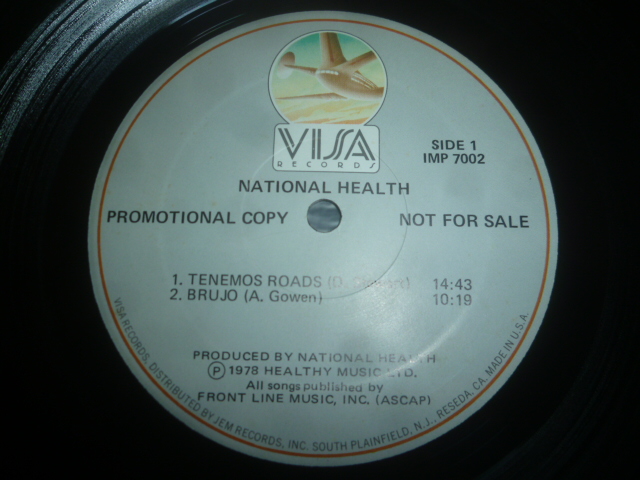 VISA
RECORDS
SIDE 1
IMP 7002
NATIONAL HEALTH
PROMOTIONAL COPY NOT FOR SALE
1. TENEMOS ROADS (D. 14:43
2. BRUJO (A. Gowen) 10:19
PRODUCED BY NATIONAL HEALTH
Ⓟ 1978 HEALTHY MUSIC LTD.
All songs published by
FRONT LINE MUSIC, INC. (ASCAP)
VISA RECORDS, DISTRIBUTED BY JEM RECORDS, INC. SOUTH PLAINFIELD, N.J., RESEDA, CA. MADE IN U.S.A.